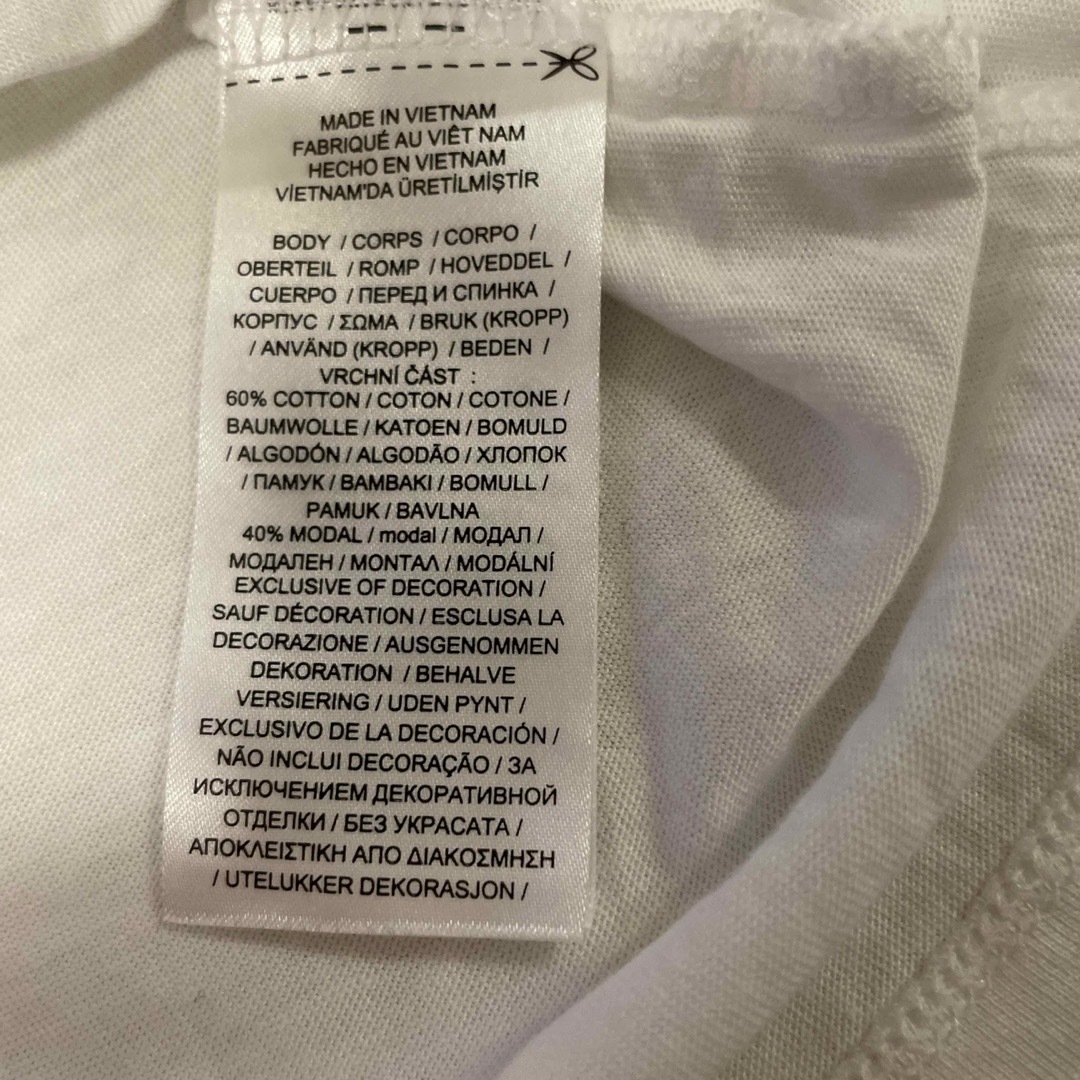 MADE IN VIETNAM
FABRIQUÉ AU VIÊT NAM
HECHO EN VIETNAM
VİETNAM'DA ÜRETİLMİŞTİR
BODY / CORPS / CORPO /
OBERTEIL / ROMP / HOVEDDEL /
CUERPO / ПЕРЕД И СПИНКА /
КОРПУС / ΣΩΜΑ / BRUK (KROPP)
/ ANVÄND (KROPP) / BEDEN /
VRCHNÍ ČÁST :
60% COTTON / COTON / COTONE /
BAUMWOLLE / KATOEN / BOMULD
/ ALGODÓN / ALGODÃO / ХЛОПОК
/ ПАМУК / ΒΑΜΒΑΚΙ / BOMULL /
PAMUK / BAVLNA
40% MODAL / modal / МОДАЛ /
МОДАЛЕН / ΜΟΝΤΑΛ / MODÁLNÍ
EXCLUSIVE OF DECORATION /
SAUF DÉCORATION / ESCLUSA LA
DECORAZIONE / AUSGENOMMEN
DEKORATION / BEHALVE
VERSIERING / UDEN PYNT /
EXCLUSIVO DE LA DECORACIÓN /
NÃO INCLUI DECORAÇÃO / ЗА
ИСКЛЮЧЕНИЕМ ДЕКОРАТИВНОЙ
ОТДЕЛКИ / БЕЗ УКРАСАТА /
ΑΠΟΚΛΕΙΣΤΙΚΗ ΑΠΟ ΔΙΑΚΟΣΜΗΣΗ
/ UTELUKKER DEKORASJON /